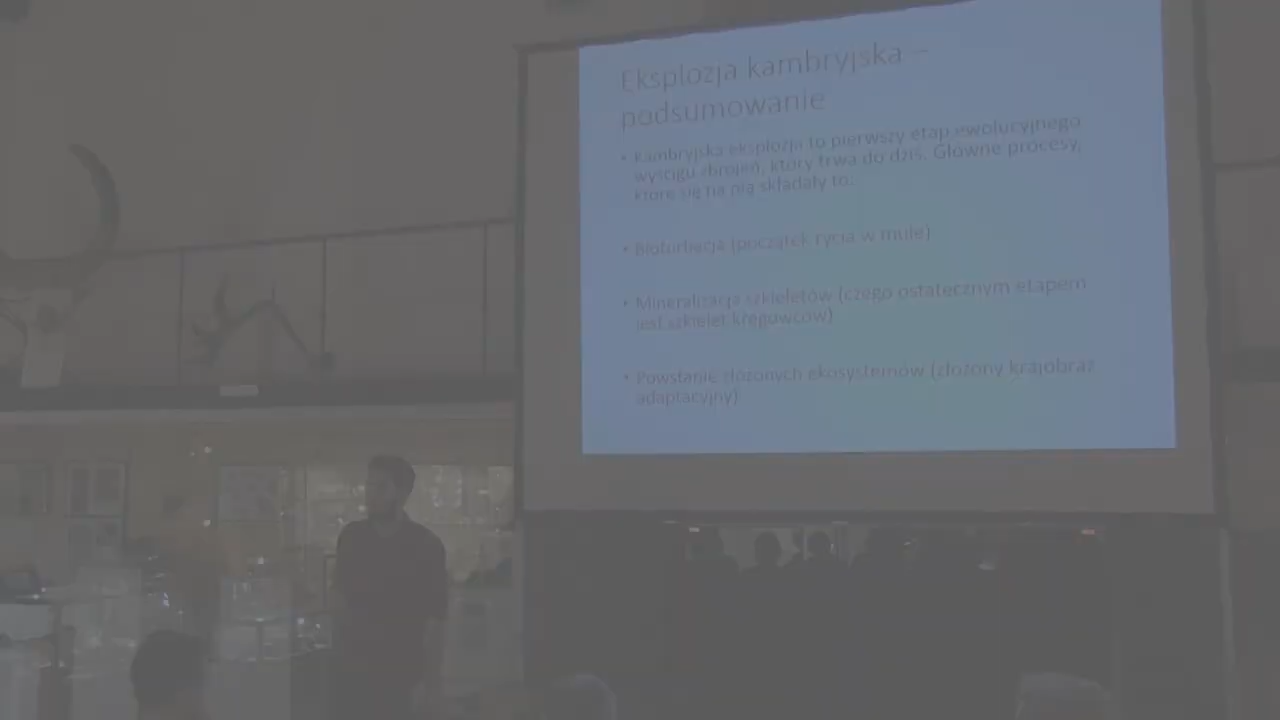 Eksplozja kambryjska –
podsumowanie
• Kambryjska eksplozja to pierwszy etap ewolucyjnego
wyścigu zbrojeń, który trwa do dziś. Główne procesy,
które się na nią składały to:
• Bioturbacja (początek rycia w mule)
• Mineralizacja szkieletów (czego ostatecznym etapem
jest szkielet kręgowców)
• Powstanie złożonych ekosystemów (złożony krajobraz
adaptacyjny)